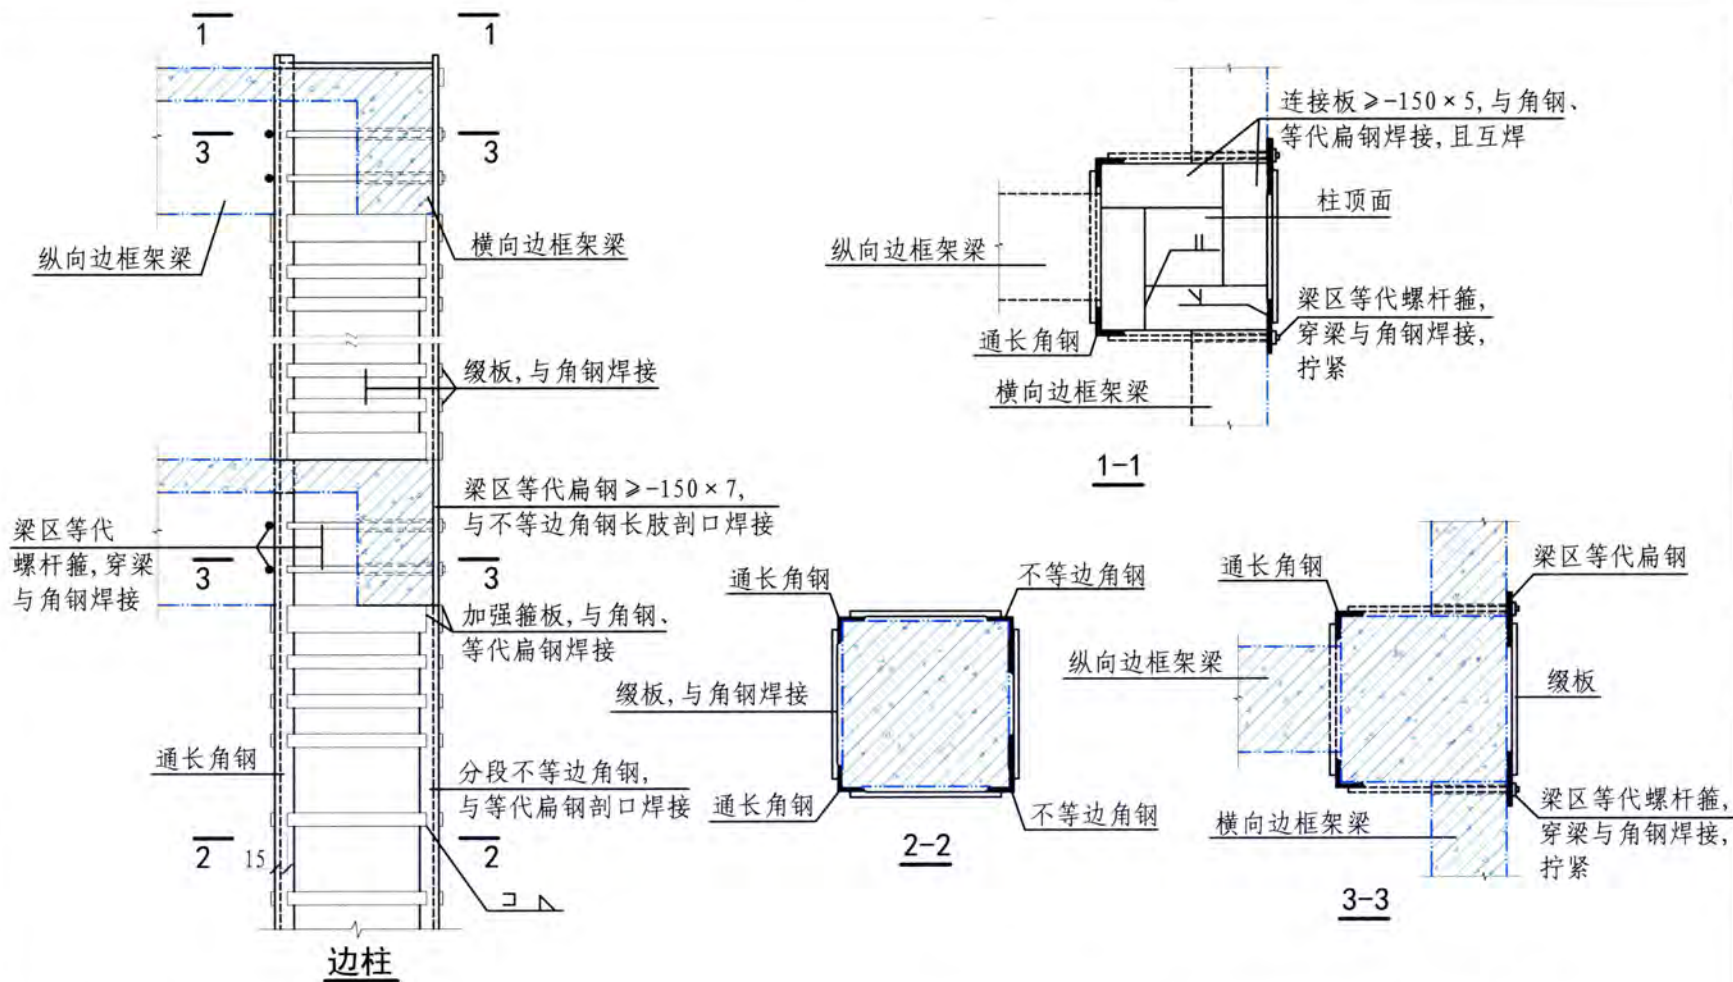 1
1
3
3
纵向边框架梁
横向边框架梁
缀板,与角钢焊接
梁区等代扁钢≥-150×7,
与不等边角钢长肢剖口焊接
梁区等代
螺杆箍,穿梁
与角钢焊接
3
3
加强箍板,与角钢、
等代扁钢焊接
通长角钢
分段不等边角钢,
与等代扁钢剖口焊接
2
15
2
边柱
连接板≥-150×5,与角钢、
等代扁钢焊接,且互焊
柱顶面
纵向边框架梁
梁区等代螺杆箍,
穿梁与角钢焊接,
拧紧
通长角钢
横向边框架梁
1-1
通长角钢
不等边角钢
缀板,与角钢焊接
通长角钢
不等边角钢
2-2
通长角钢
梁区等代扁钢
纵向边框架梁
缀板
横向边框架梁
梁区等代螺杆箍,
穿梁与角钢焊接,
拧紧
3-3